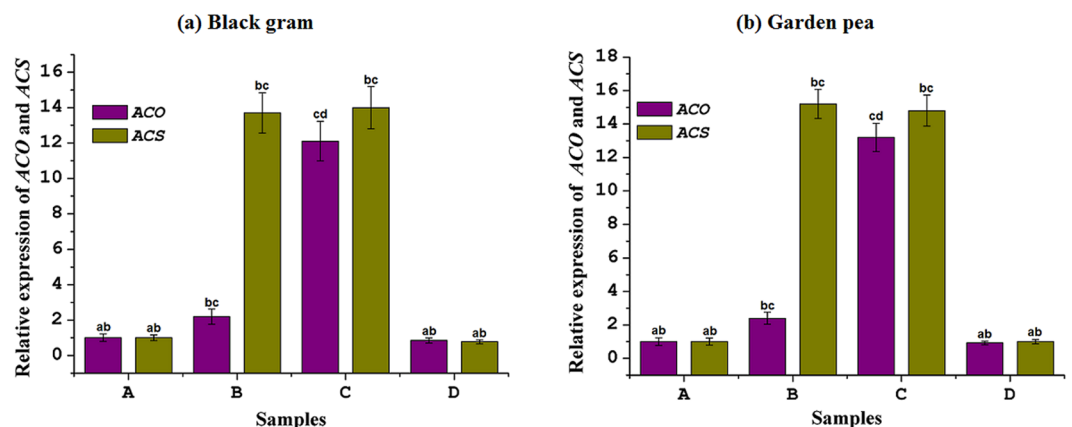 (a) Black gram
Relative expression of ACO and ACS
16
14
12
10
8
6
4
2
0
ACO
ACS
ab
ab
bc
bc
cd
bc
ab
ab
A
B
C
D
Samples
(b) Garden pea
Relative expression of ACO and ACS
18
16
14
12
10
8
6
4
2
0
ACO
ACS
ab
ab
bc
bc
cd
bc
ab
ab
A
B
C
D
Samples